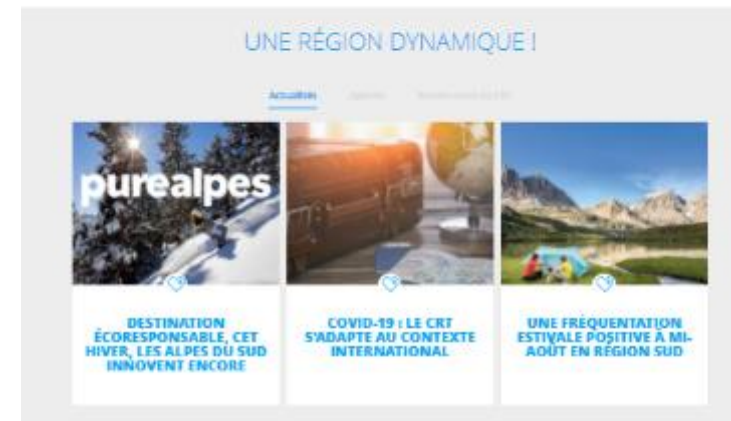 UNE RÉGION DYNAMIQUE !
Actualités
purealpes
DESTINATION
ÉCORESPONSABLE, CET
HIVER, LES ALPES DU SUD
INNOVENT ENCORE
COVID-19 : LE CRT
S'ADAPTE AU CONTEXTE
INTERNATIONAL
UNE FRÉQUENTATION
ESTIVALE POSITIVE À MI-
AOÛT EN RÉGION SUD